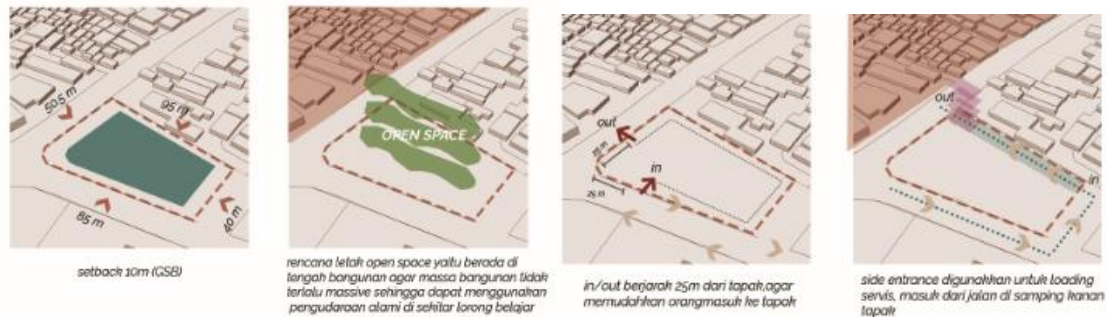 50.5 m
95 m
85 m
40 m
setback 10m (GSB)
OPEN SPACE
rencana letak open space yaitu berada di
tengah bangunan agar massa bangunan tidak
terlalu massive sehingga dapat menggunakan
pengudaraan alami di sekitar lorong belajar
out
25 m
in
25 m
in/out berjarak 25m dari tapak,agar
memudahkan orangmasuk ke tapak
out
in
side entrance digunakkan untuk loading
servis, masuk dari jalan di samping kanan
tapak